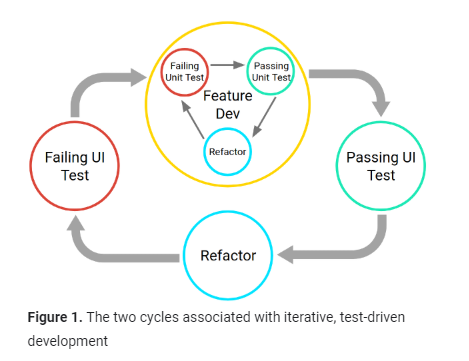 Failing
Unit Test
Passing
Unit Test
Feature
Dev
Refactor
Failing UI
Test
Passing UI
Test
Refactor
Figure 1. The two cycles associated with iterative, test-driven
development